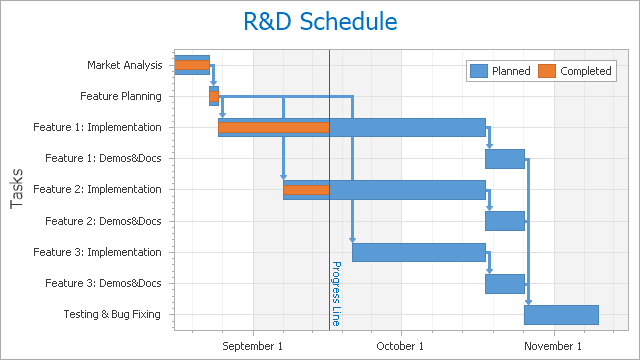 R&D Schedule
Tasks
Market Analysis
Feature Planning
Feature 1: Implementation
Feature 1: Demos&Docs
Feature 2: Implementation
Feature 2: Demos&Docs
Feature 3: Implementation
Feature 3: Demos&Docs
Testing & Bug Fixing
Planned
Completed
Progress Line
September 1
October 1
November 1